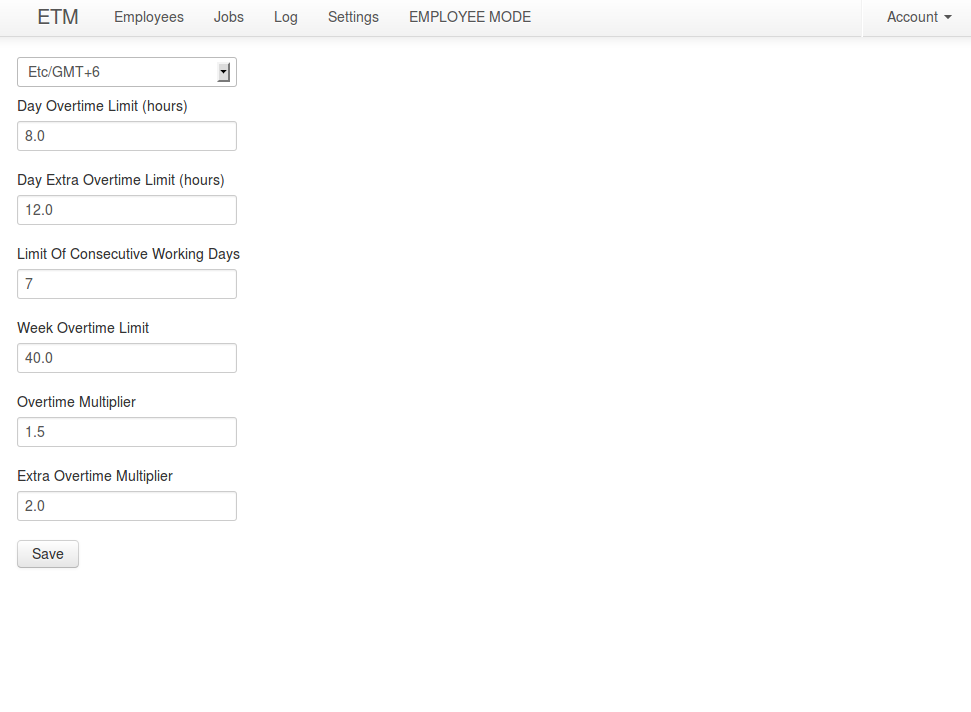 ETM Employees Jobs Log Settings EMPLOYEE MODE Account
Etc/GMT+6
Day Overtime Limit (hours)
8.0
Day Extra Overtime Limit (hours)
12.0
Limit Of Consecutive Working Days
7
Week Overtime Limit
40.0
Overtime Multiplier
1.5
Extra Overtime Multiplier
2.0
Save